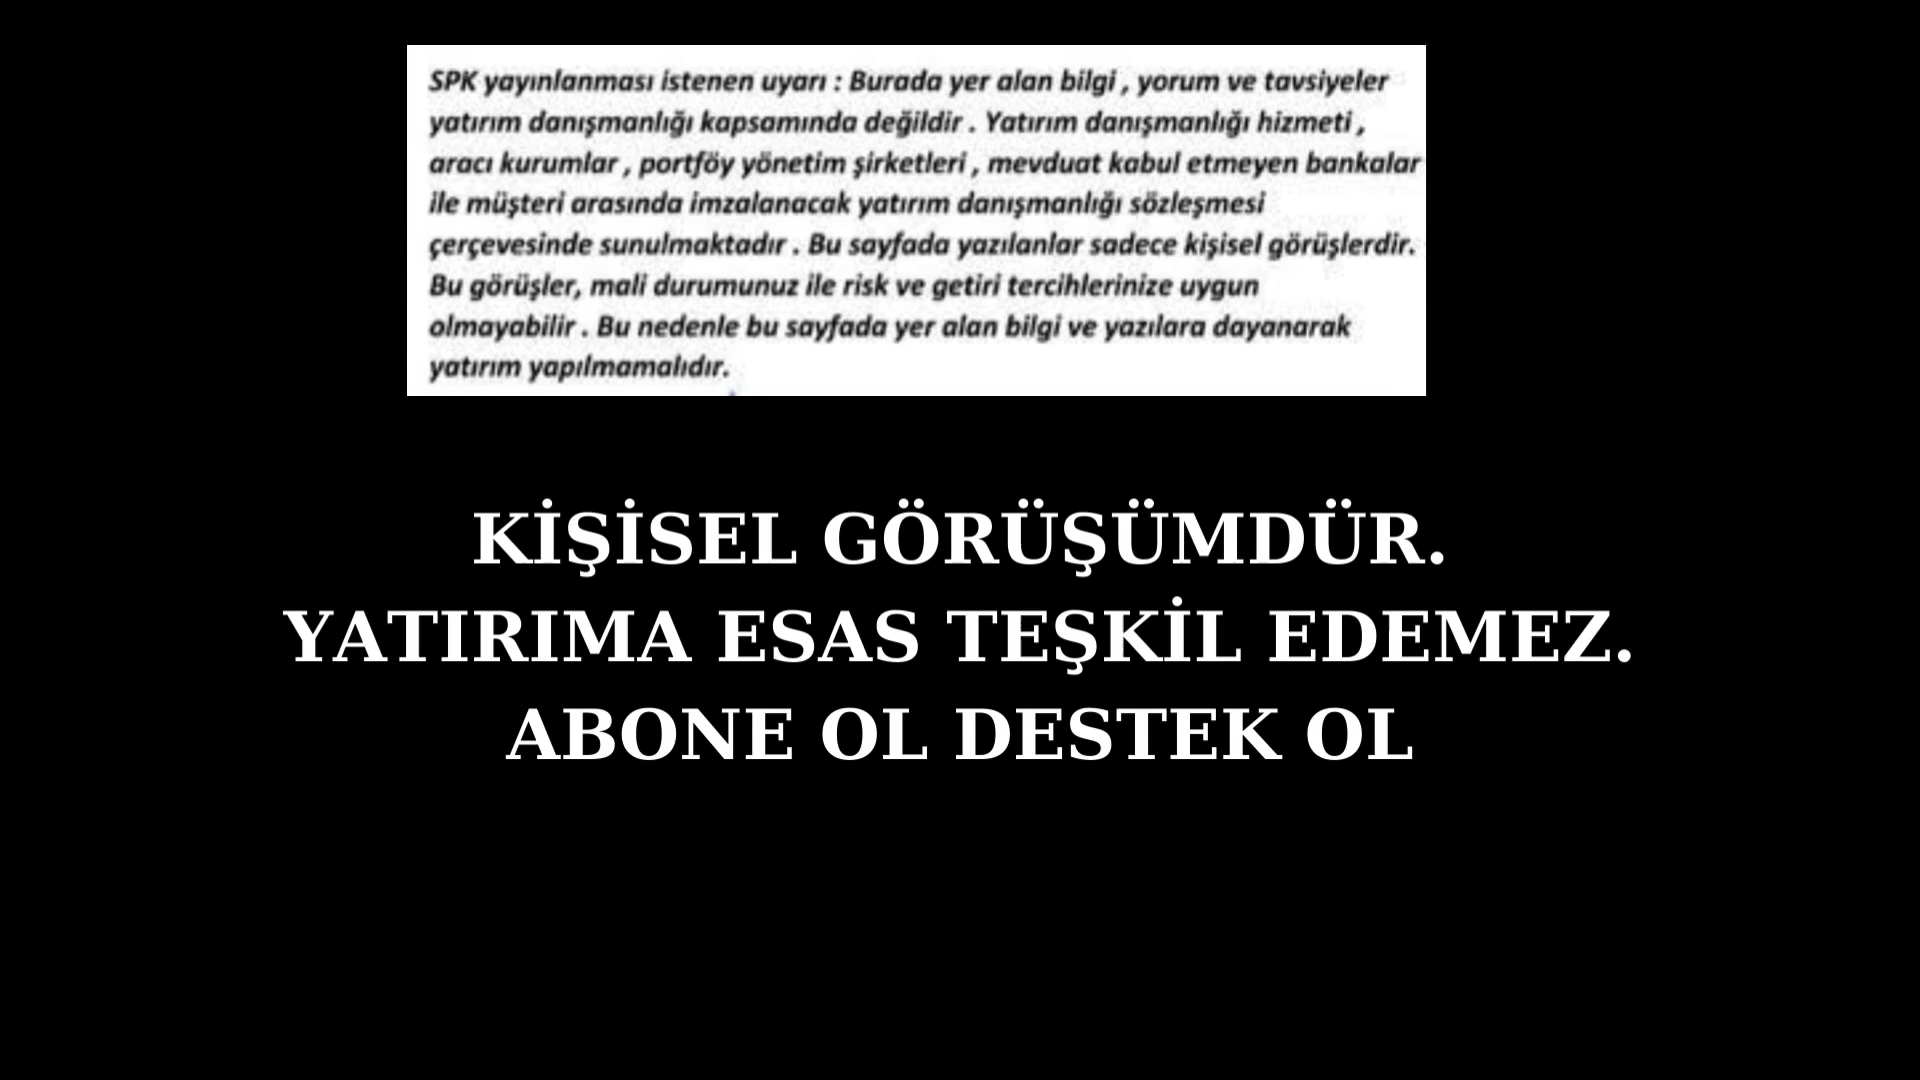 SPK yayınlanması istenen uyarı : Burada yer alan bilgi , yorum ve tavsiyeler
yatırım danışmanlığı kapsamında değildir . Yatırım danışmanlığı hizmeti ,
aracı kurumlar , portföy yönetim şirketleri , mevduat kabul etmeyen bankalar
ile müşteri arasında imzalanacak yatırım danışmanlığı sözleşmesi
çerçevesinde sunulmaktadır . Bu sayfada yazılanlar sadece kişisel görüşlerdir.
Bu görüşler, mali durumunuz ile risk ve getiri tercihlerinize uygun
olmayabilir . Bu nedenle bu sayfada yer alan bilgi ve yazılara dayanarak
yatırım yapılmamalıdır.
KİŞİSEL GÖRÜŞÜMDÜR.
YATIRIMA ESAS TEŞKİL EDEMEZ.
ABONE OL DESTEK OL